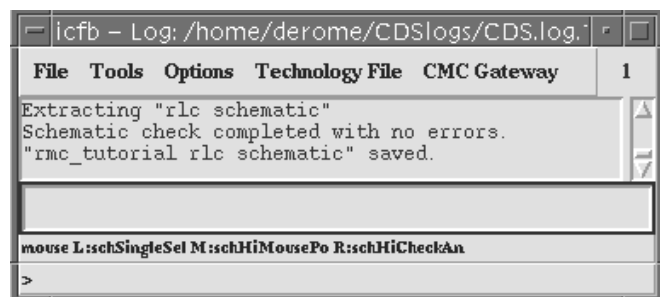 icfb – Log: /home/derome/CDSlogs/CDS.log.
File Tools Options Technology File CMC Gateway 1
Extracting "rlc schematic"
Schematic check completed with no errors.
"rmc_tutorial rlc schematic" saved.
mouse L:schSingleSel M:schHiMousePo R:schHiCheckAn
>